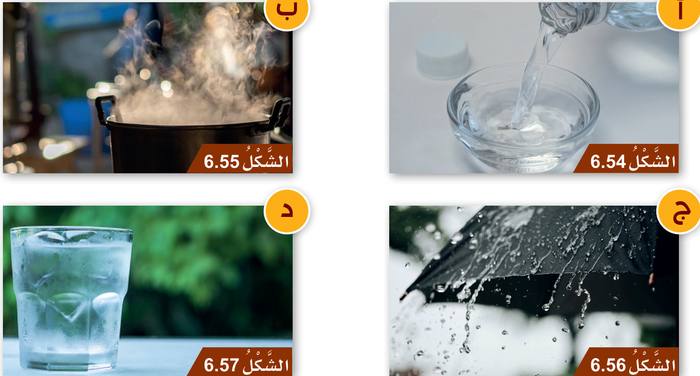 أ
الشَّكْلُ 6.54
ب
الشَّكْلُ 6.55
ج
الشَّكْلُ 6.56
د
الشَّكْلُ 6.57